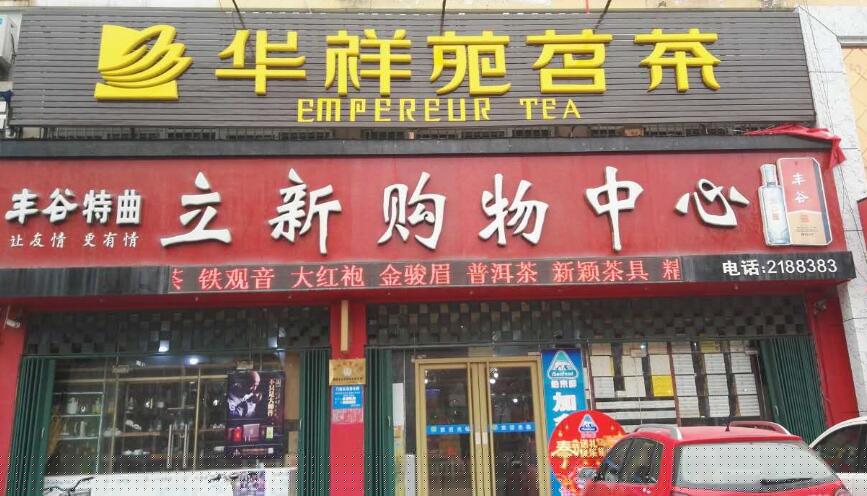 华祥苑茗茶
EMPEREUR TEA
丰谷特曲
让友情 更有情
立新购物中心
丰谷
电话:2188383
铁观音 大红袍 金骏眉 普洱茶 新颖茶具 精
加